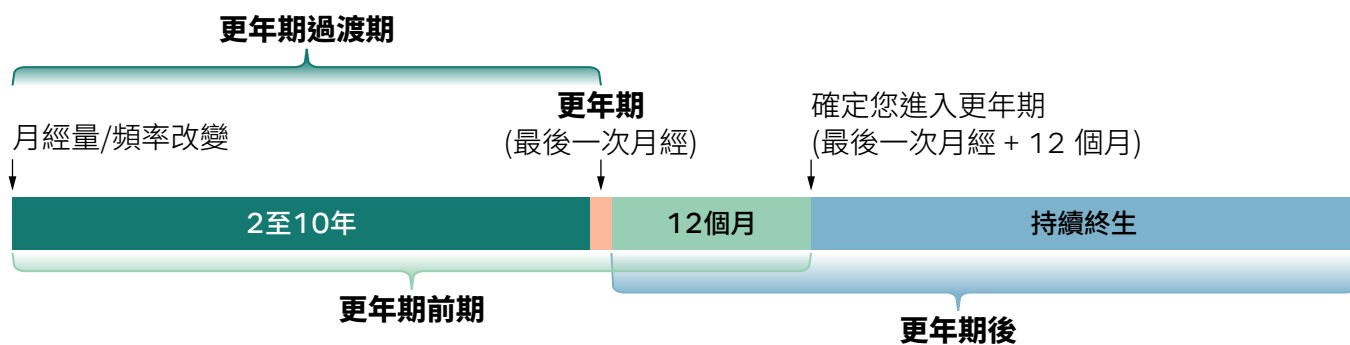 更年期過渡期
月經量/頻率改變
更年期
(最後一次月經)
確定您進入更年期
(最後一次月經 + 12 個月)
2至10年
12個月
持續終生
更年期前期
更年期後